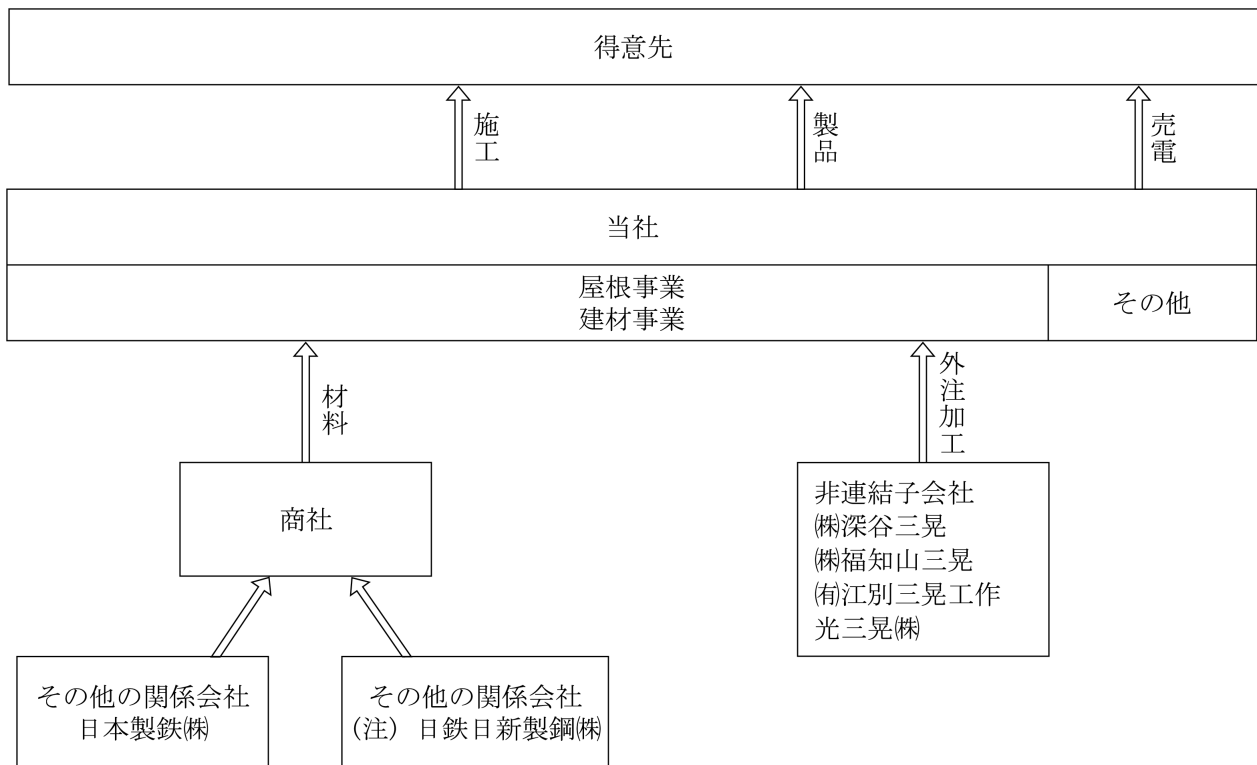 得意先
施工
製品
売電
当社
屋根事業
建材事業
その他
材料
外注加工
商社
非連結子会社
㈱深谷三晃
㈱福知山三晃
㈲江別三晃工作
光三晃㈱
その他の関係会社
日本製鉄㈱
その他の関係会社
(注) 日鉄日新製鋼㈱